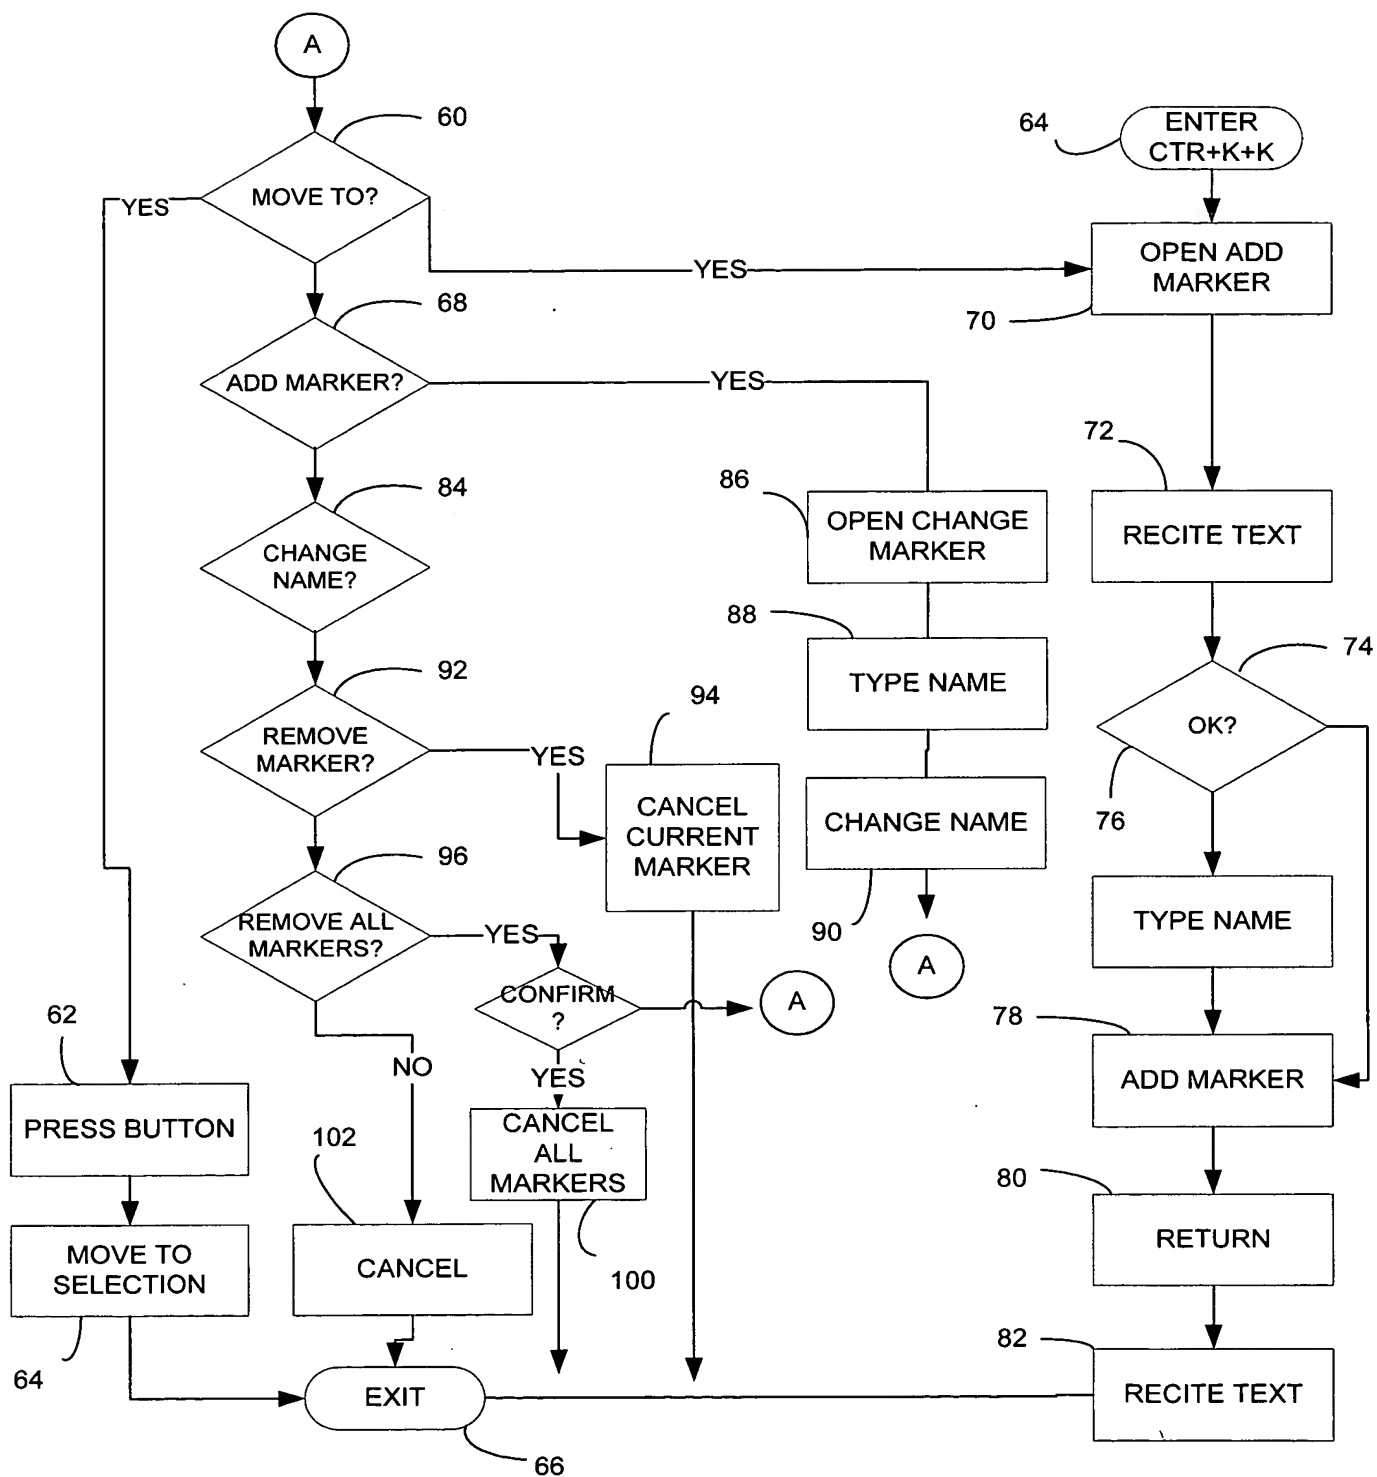 A
60
MOVE TO?
YES
YES
64
ENTER
CTR+K+K
OPEN ADD
MARKER
70
68
ADD MARKER?
YES
84
CHANGE
NAME?
86
OPEN CHANGE
MARKER
72
RECITE TEXT
88
TYPE NAME
74
OK?
76
92
REMOVE
MARKER?
YES
94
CANCEL
CURRENT
MARKER
CHANGE NAME
90
A
96
REMOVE ALL
MARKERS?
YES
CONFIRM
?
A
YES
NO
TYPE NAME
78
ADD MARKER
62
PRESS BUTTON
102
CANCEL
ALL
MARKERS
100
80
RETURN
MOVE TO
SELECTION
64
CANCEL
82
RECITE TEXT
EXIT
66